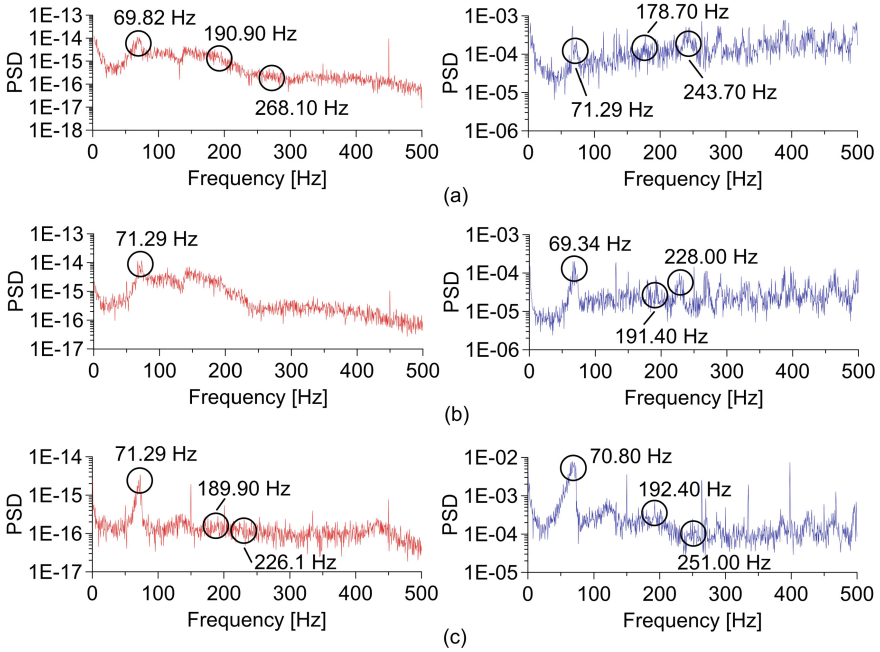 1E-13
1E-14
1E-15
1E-16
1E-17
1E-18
PSD
69.82 Hz
190.90 Hz
268.10 Hz
0 100 200 300 400 500
Frequency [Hz]
1E-03
1E-04
1E-05
1E-06
PSD
178.70 Hz
71.29 Hz
243.70 Hz
0 100 200 300 400 500
Frequency [Hz]
(a)
1E-13
1E-14
1E-15
1E-16
1E-17
PSD
71.29 Hz
0 100 200 300 400 500
Frequency [Hz]
1E-03
1E-04
1E-05
1E-06
PSD
69.34 Hz
228.00 Hz
191.40 Hz
0 100 200 300 400 500
Frequency [Hz]
(b)
1E-14
1E-15
1E-16
1E-17
PSD
71.29 Hz
189.90 Hz
226.1 Hz
0 100 200 300 400 500
Frequency [Hz]
1E-02
1E-03
1E-04
1E-05
PSD
70.80 Hz
192.40 Hz
251.00 Hz
0 100 200 300 400 500
Frequency [Hz]
(c)